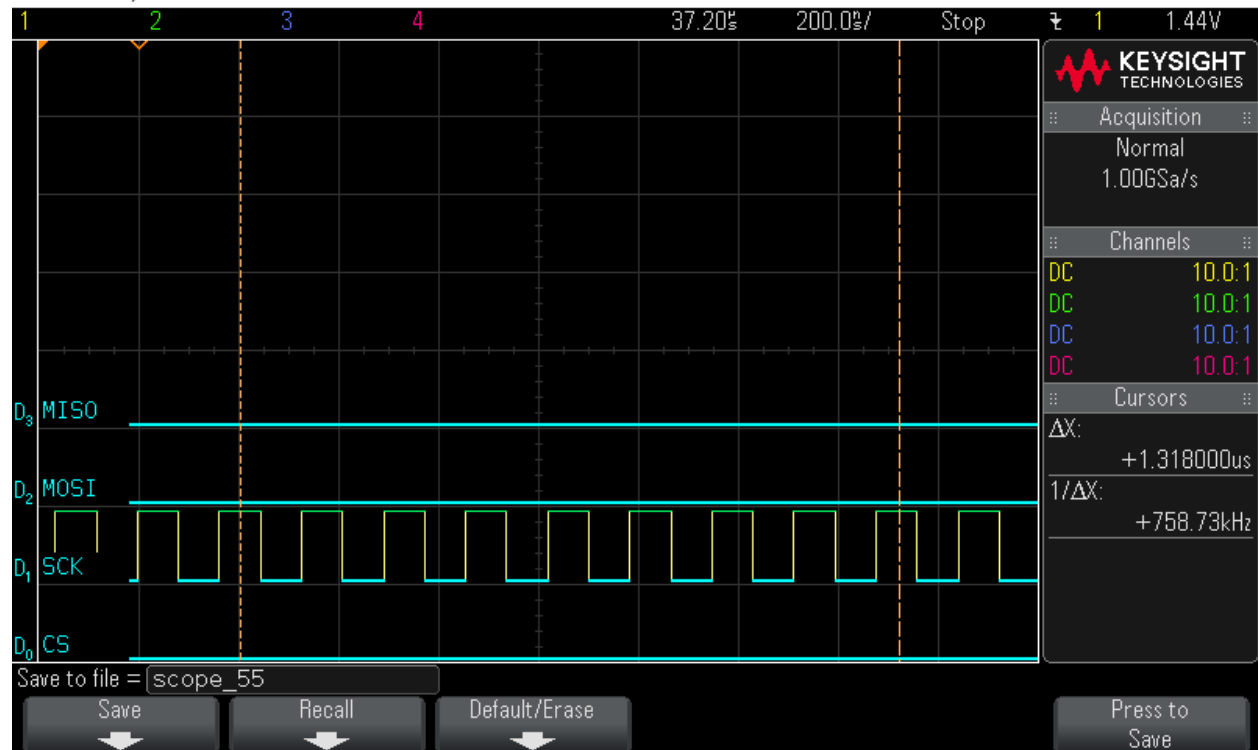 1 2 3 4 37.20µs 200.0ns/ Stop 1 1.44V
KEYSIGHT
TECHNOLOGIES
Acquisition
Normal
1.00GSa/s
Channels
DC 10.0:1
DC 10.0:1
DC 10.0:1
DC 10.0:1
Cursors
ΔX:
+1.318000us
1/ΔX:
+758.73kHz
D3 MISO
D2 MOSI
D1 SCK
D0 CS
Save to file = scope_55
Save Recall Default/Erase Press to
Save